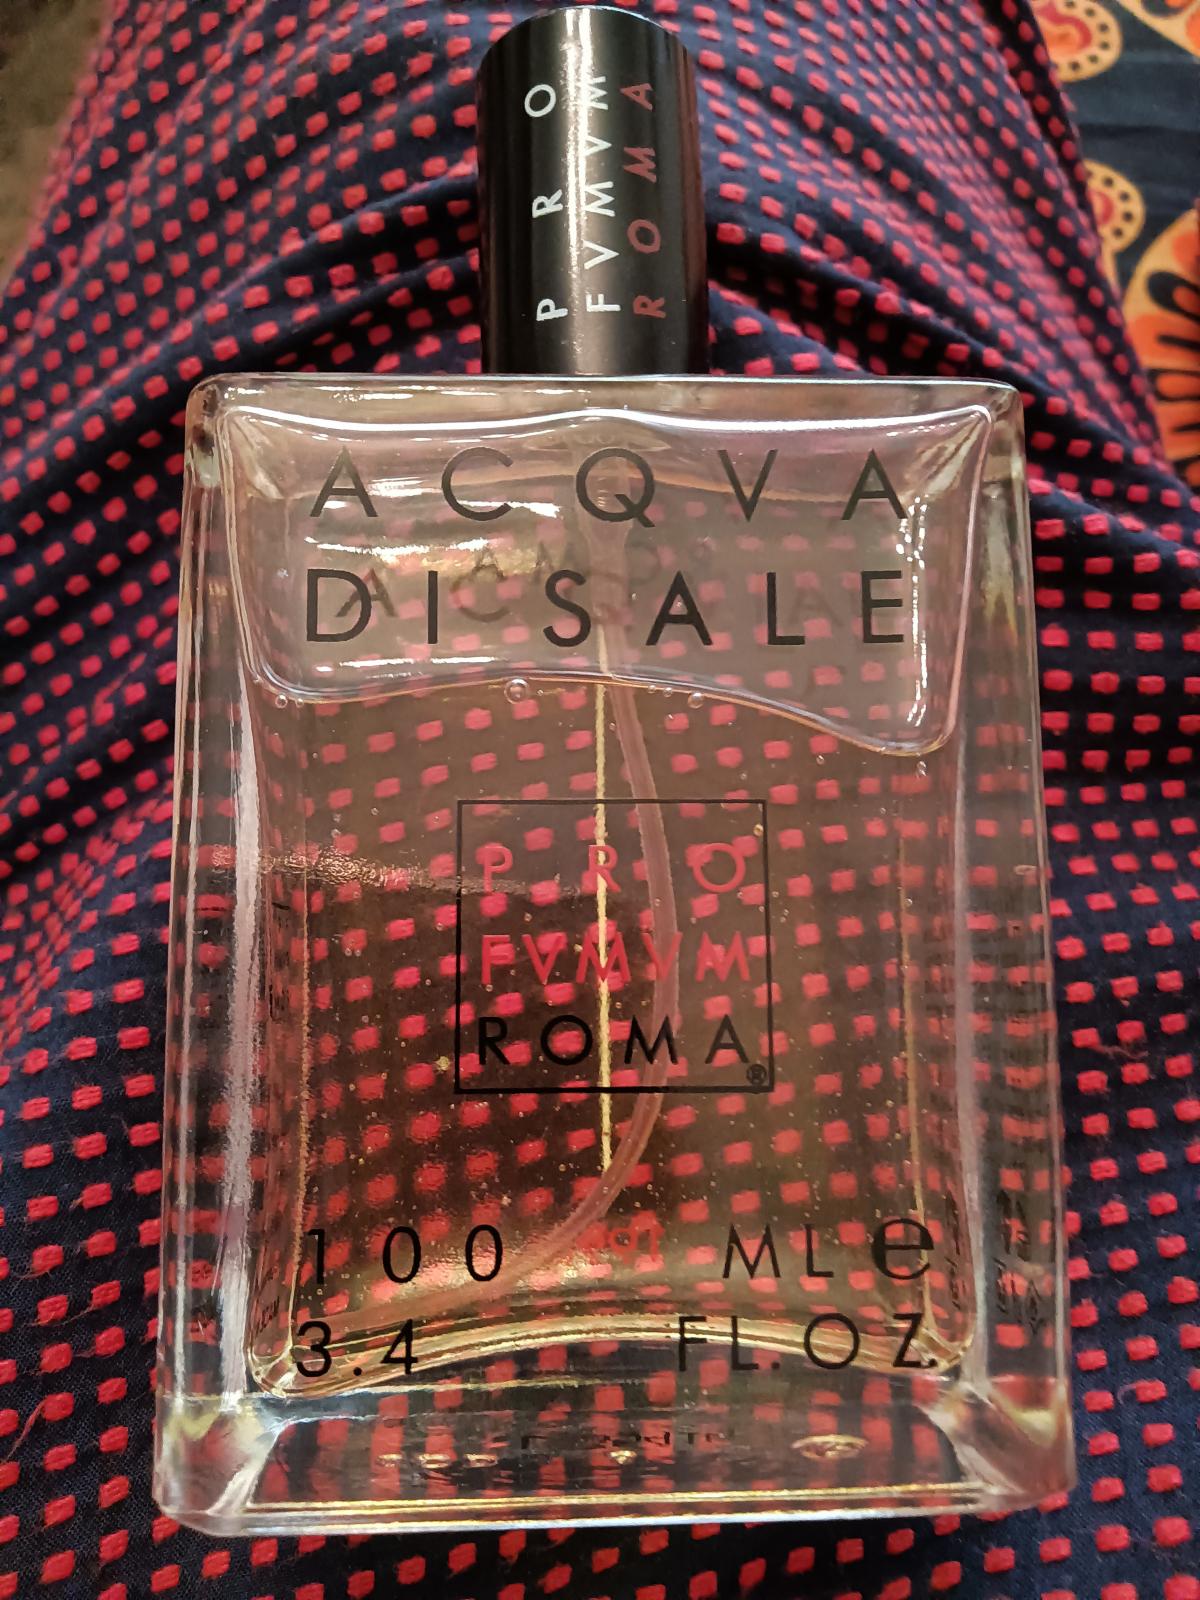 PRO
FVMVM
ROMA
ACQVA
DI SALE
PRO
FVMVM
ROMA®
100 ML e
3.4 FL. OZ.